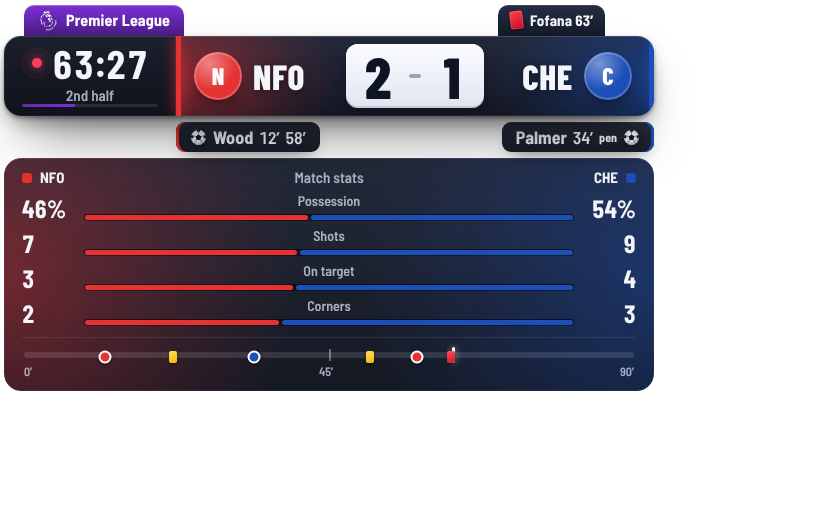 Premier League
Fofana 63’
63:27
2nd half
N NFO
2 - 1
CHE C
Wood 12’ 58’
Palmer 34’ pen
NFO
Match stats
CHE
Possession
46% 54%
Shots
7 9
On target
3 4
Corners
2 3
0’ 45’ 90’